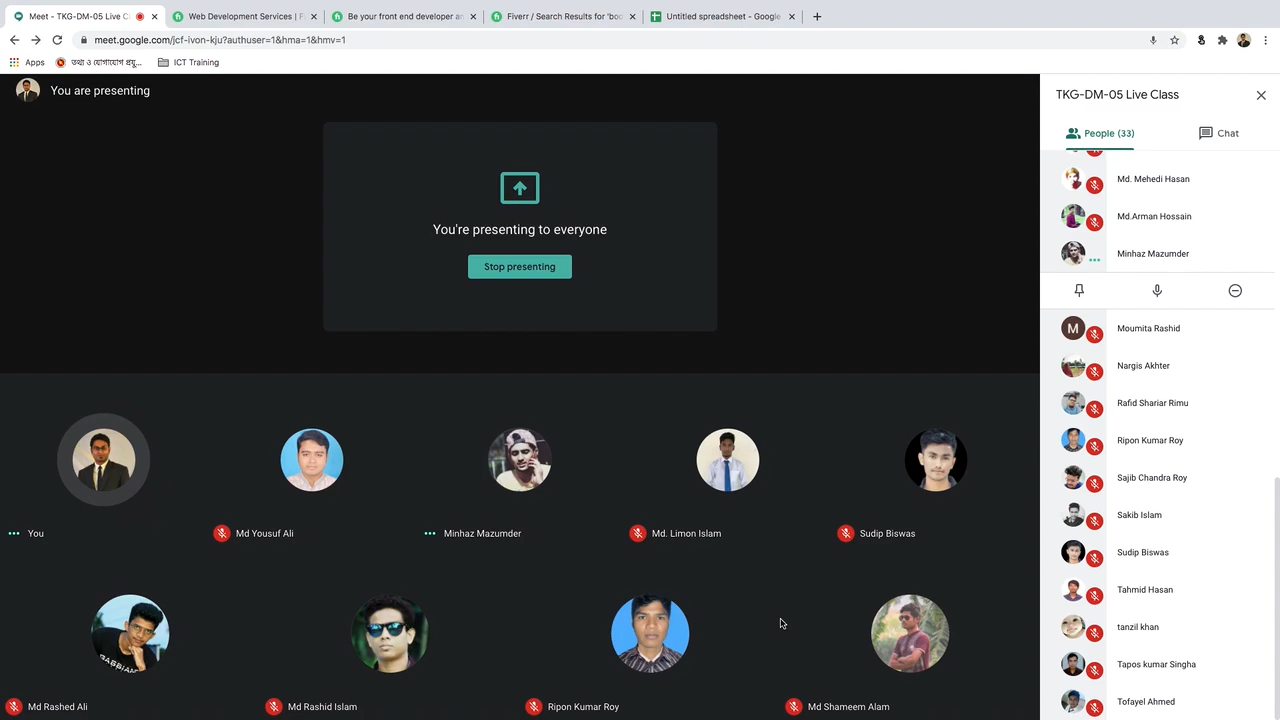 Meet - TKG-DM-05 Live Class
Web Development Services | F
Be your front end developer a
Fiverr / Search Results for 'boo
Untitled spreadsheet - Google
meet.google.com/jcf-ivon-kju?authuser=1&hma=1&hmv=1
Apps
তথ্য ও যোগাযোগ প্রযু...
ICT Training
You are presenting
You're presenting to everyone
Stop presenting
You
Md Yousuf Ali
Minhaz Mazumder
Md. Limon Islam
Sudip Biswas
GABBIAN
Md Rashed Ali
Md Rashid Islam
Ripon Kumar Roy
Md Shameem Alam
TKG-DM-05 Live Class
People (33)
Chat
Md. Mehedi Hasan
Md.Arman Hossain
Minhaz Mazumder
M
Moumita Rashid
Nargis Akhter
Rafid Shariar Rimu
Ripon Kumar Roy
Sajib Chandra Roy
Sakib Islam
Sudip Biswas
Tahmid Hasan
tanzil khan
Tapos kumar Singha
Tofayel Ahmed